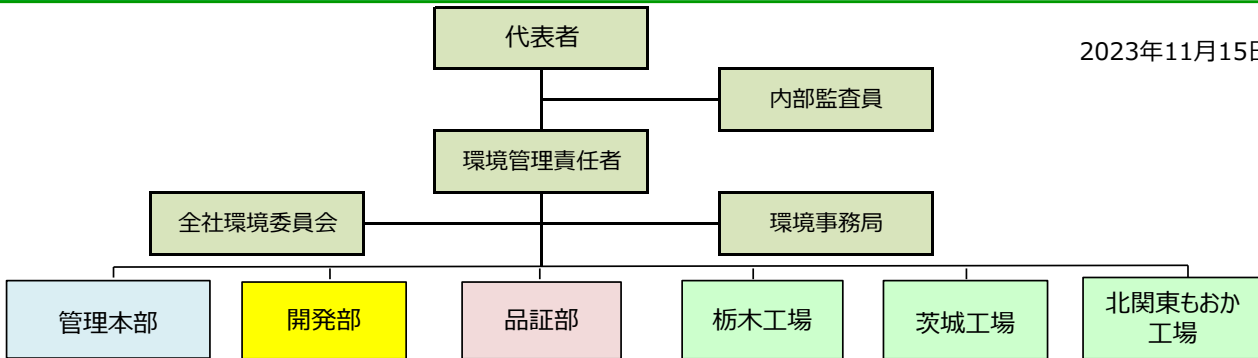 代表者
2023年11月15日
内部監査員
環境管理責任者
全社環境委員会
環境事務局
管理本部
開発部
品証部
栃木工場
茨城工場
北関東もおか
工場